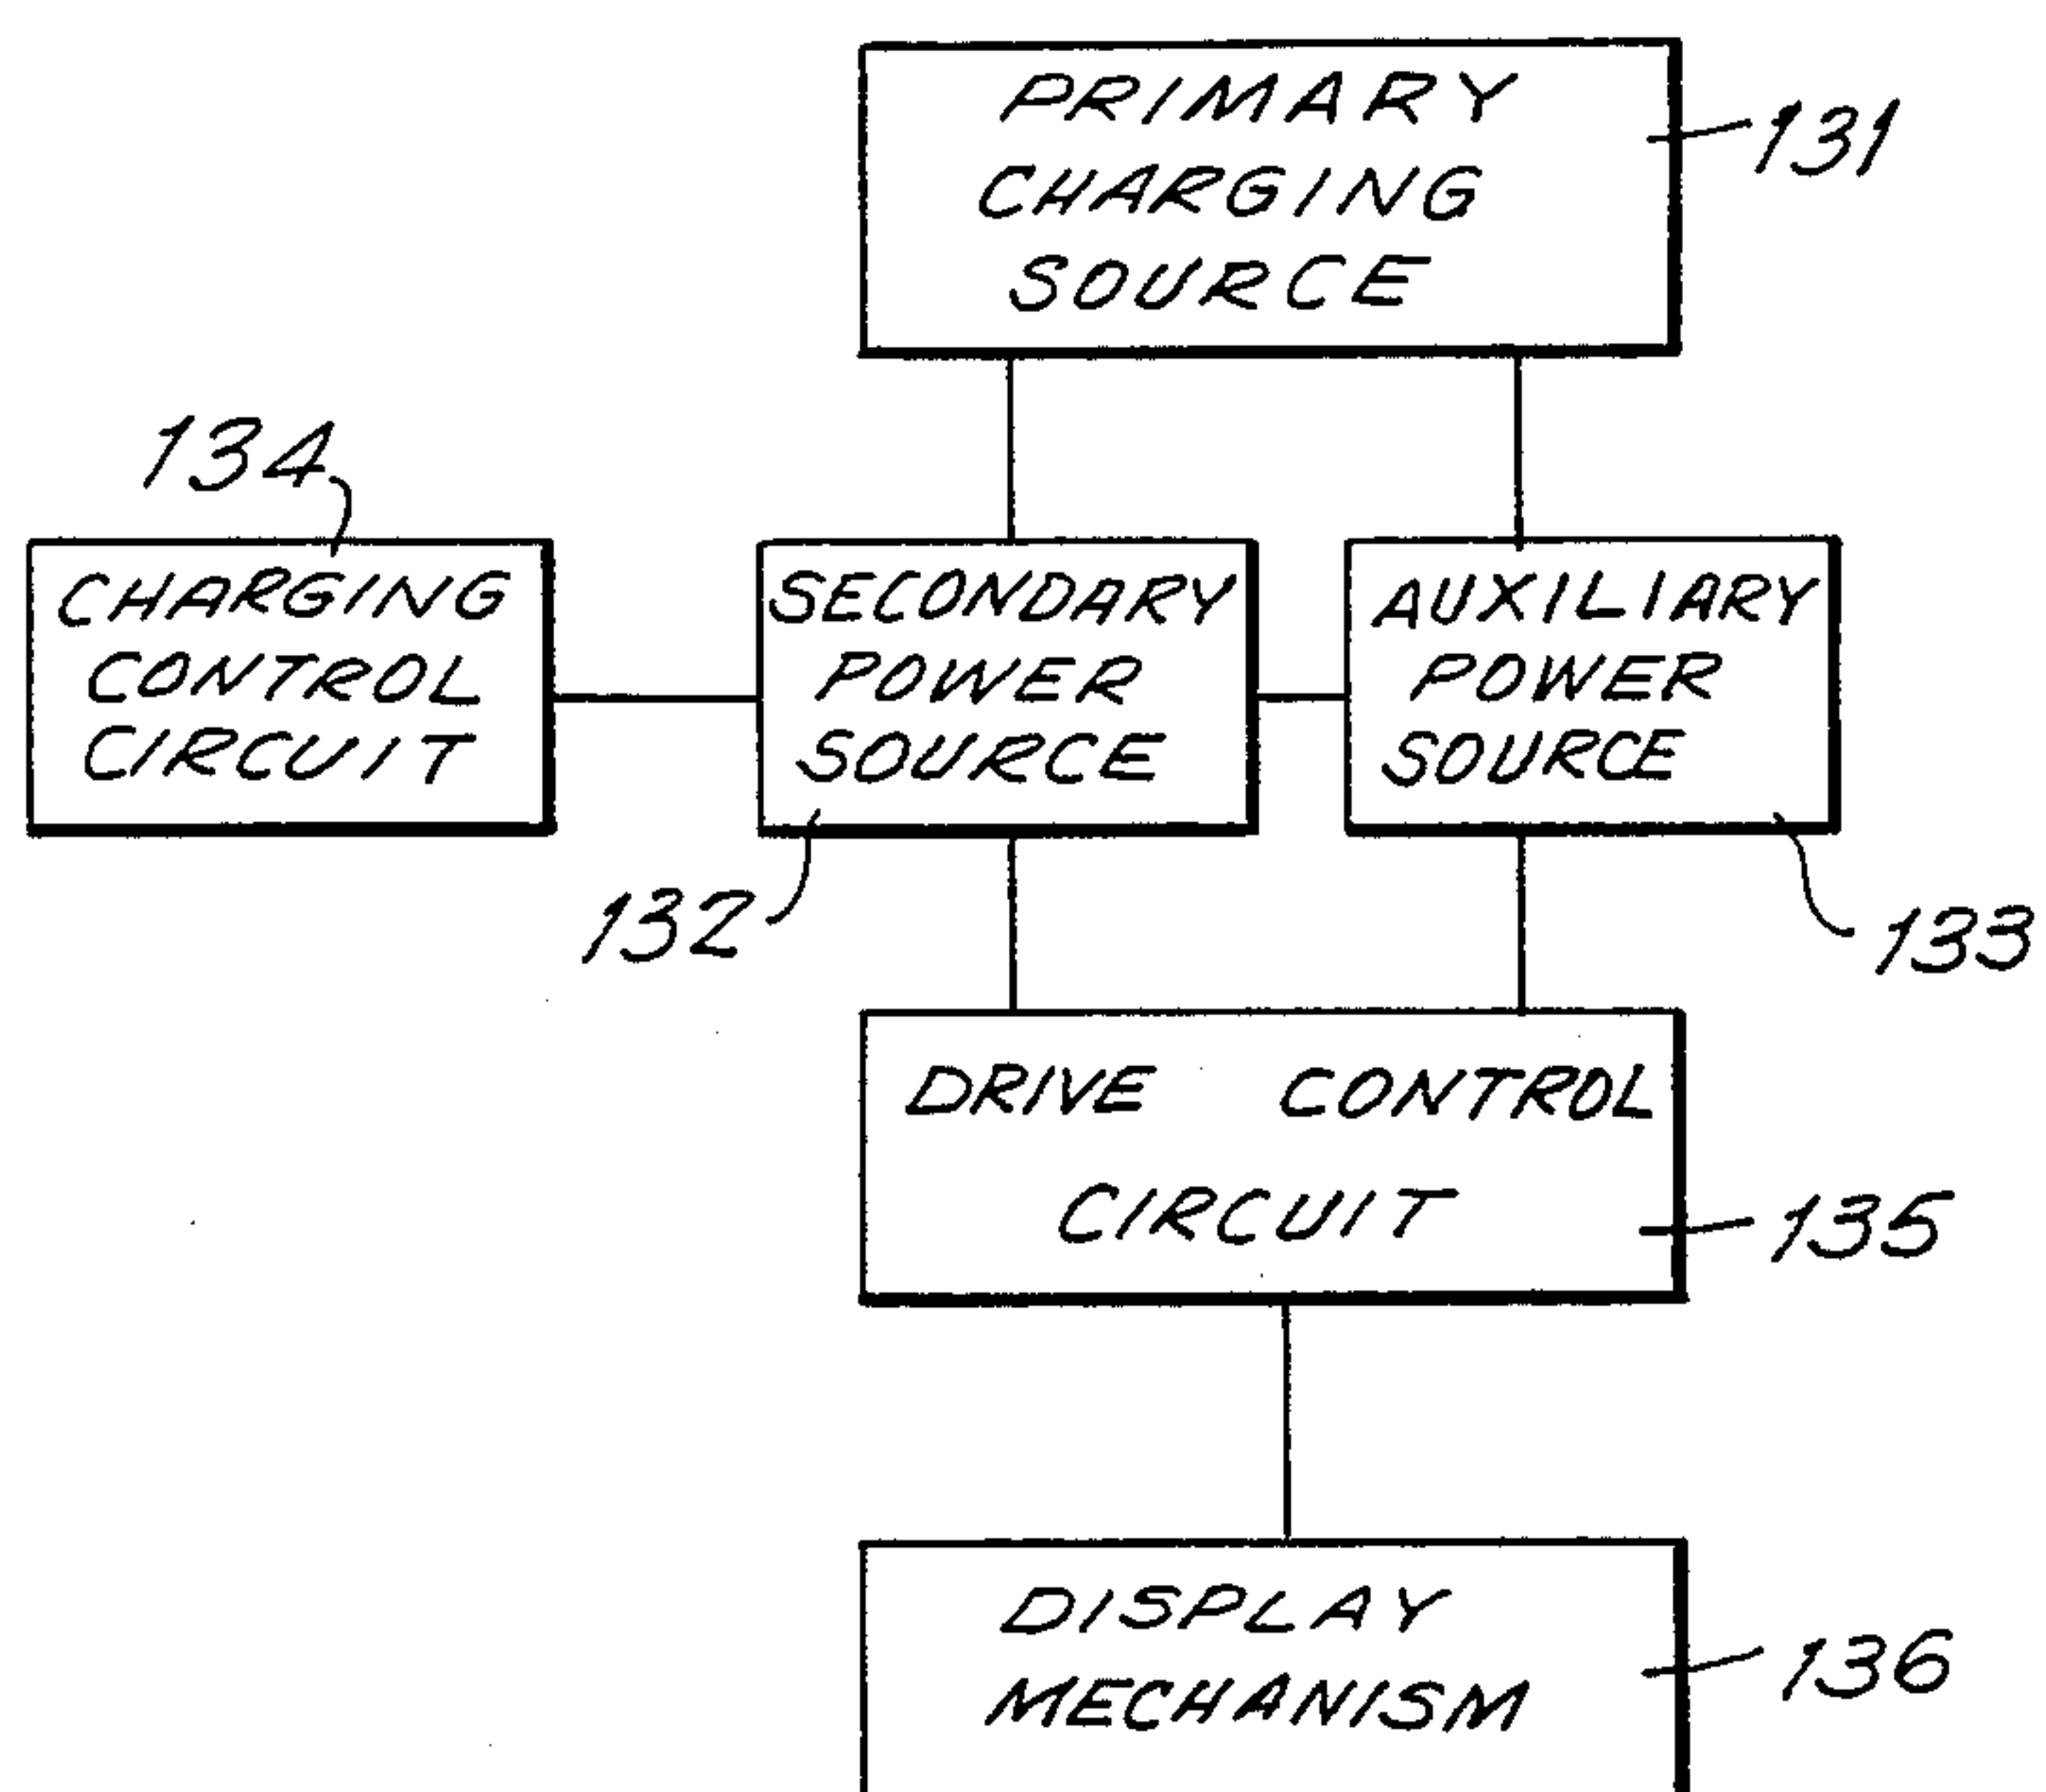 PRIMARY
CHARGING
SOURCE
131
134
CHARGING
CONTROL
CIRCUIT
SECONDARY
POWER
SOURCE
AUXILIARY
POWER
SOURCE
132
133
DRIVE CONTROL
CIRCUIT
135
DISPLAY
MECHANISM
136